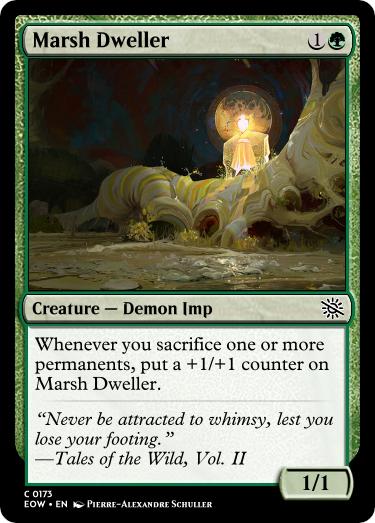 Marsh Dweller 1
Creature — Demon Imp
Whenever you sacrifice one or more
permanents, put a +1/+1 counter on
Marsh Dweller.
“Never be attracted to whimsy, lest you
lose your footing.”
—Tales of the Wild, Vol. II
1/1
C 0173
EOW • EN Pierre-Alexandre Schuller